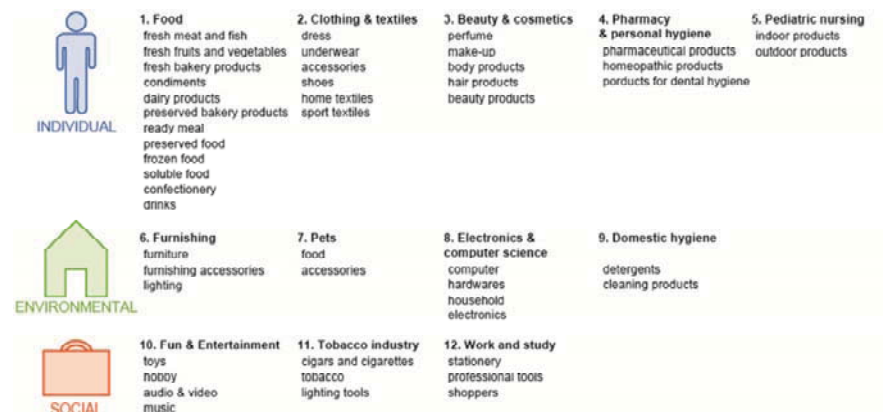 1. Food
fresh meat and fish
fresh fruits and vegetables
fresh bakery products
condiments
dairy products
preserved bakery products
ready meal
preserved food
frozen food
soluble food
confectionery
drinks
2. Clothing & textiles
dress
underwear
accessories
shoes
home textiles
sport textiles
3. Beauty & cosmetics
perfume
make-up
body products
hair products
beauty products
4. Pharmacy
& personal hygiene
pharmaceutical products
homeopathic products
porducts for dental hygiene
5. Pediatric nursing
indoor products
outdoor products
INDIVIDUAL
6. Furnishing
furniture
furnishing accessories
lighting
7. Pets
food
accessories
8. Electronics &
computer science
computer
hardwares
household
electronics
9. Domestic hygiene
detergents
cleaning products
ENVIRONMENTAL
10. Fun & Entertainment
toys
hobby
audio & video
music
11. Tobacco industry
cigars and cigarettes
tobacco
lighting tools
12. Work and study
stationery
professional tools
shoppers
SOCIAL